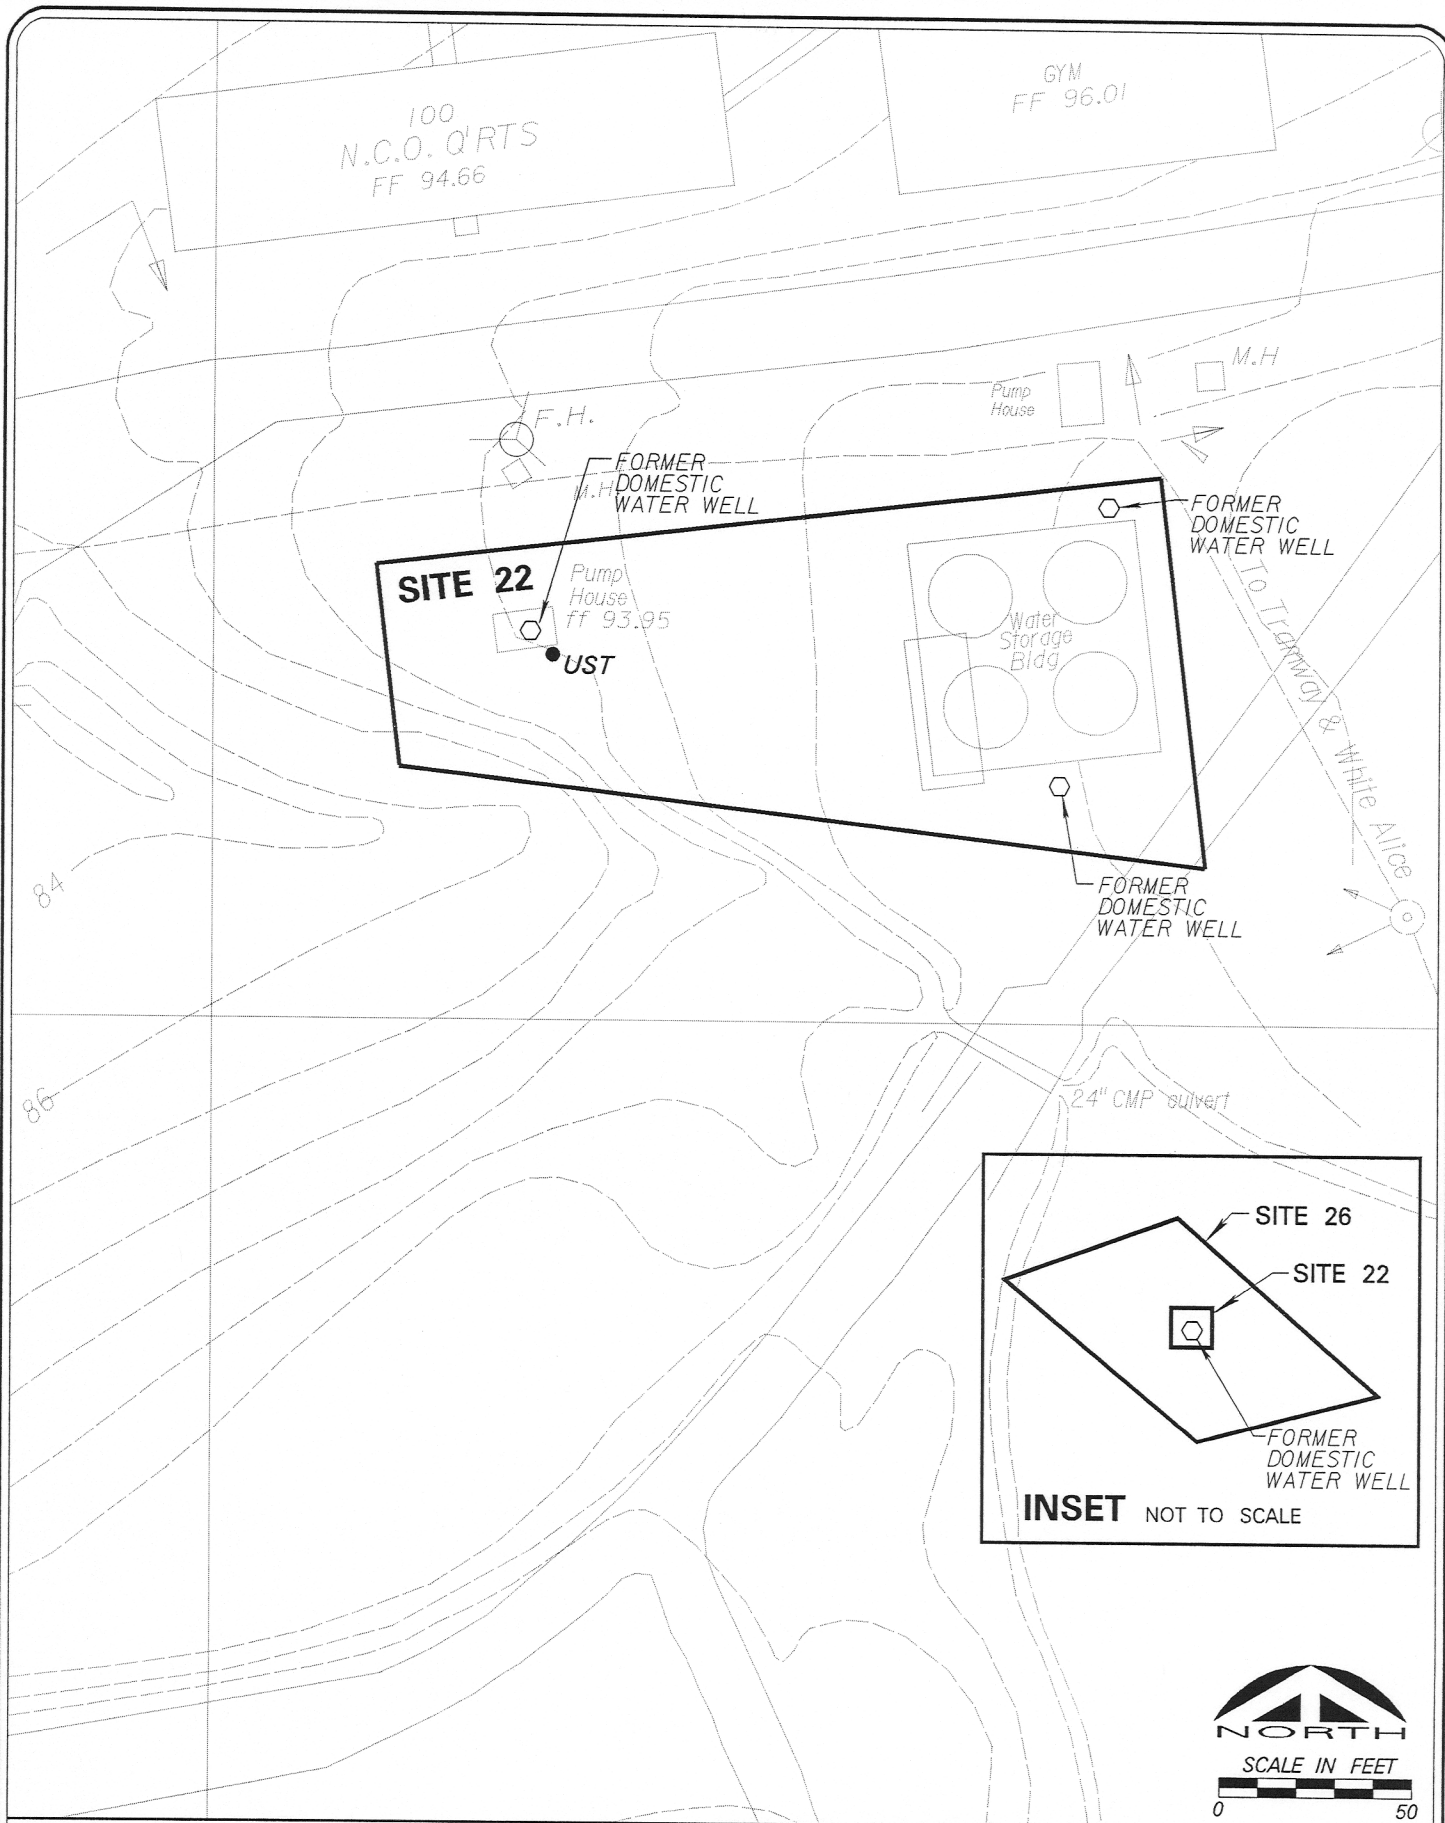 100
N.C.O. Q'RTS
FF 94.66
GYM
FF 96.01
M.H
Pump
House
F.H.
M.H
FORMER
DOMESTIC
WATER WELL
FORMER
DOMESTIC
WATER WELL
SITE 22
Pump
House
ff 93.95
UST
Water
Storage
Bldg
To Tramway & White Alice
FORMER
DOMESTIC
WATER WELL
84
86
24" CMP culvert
SITE 26
SITE 22
FORMER
DOMESTIC
WATER WELL
INSET NOT TO SCALE
NORTH
SCALE IN FEET
0 50